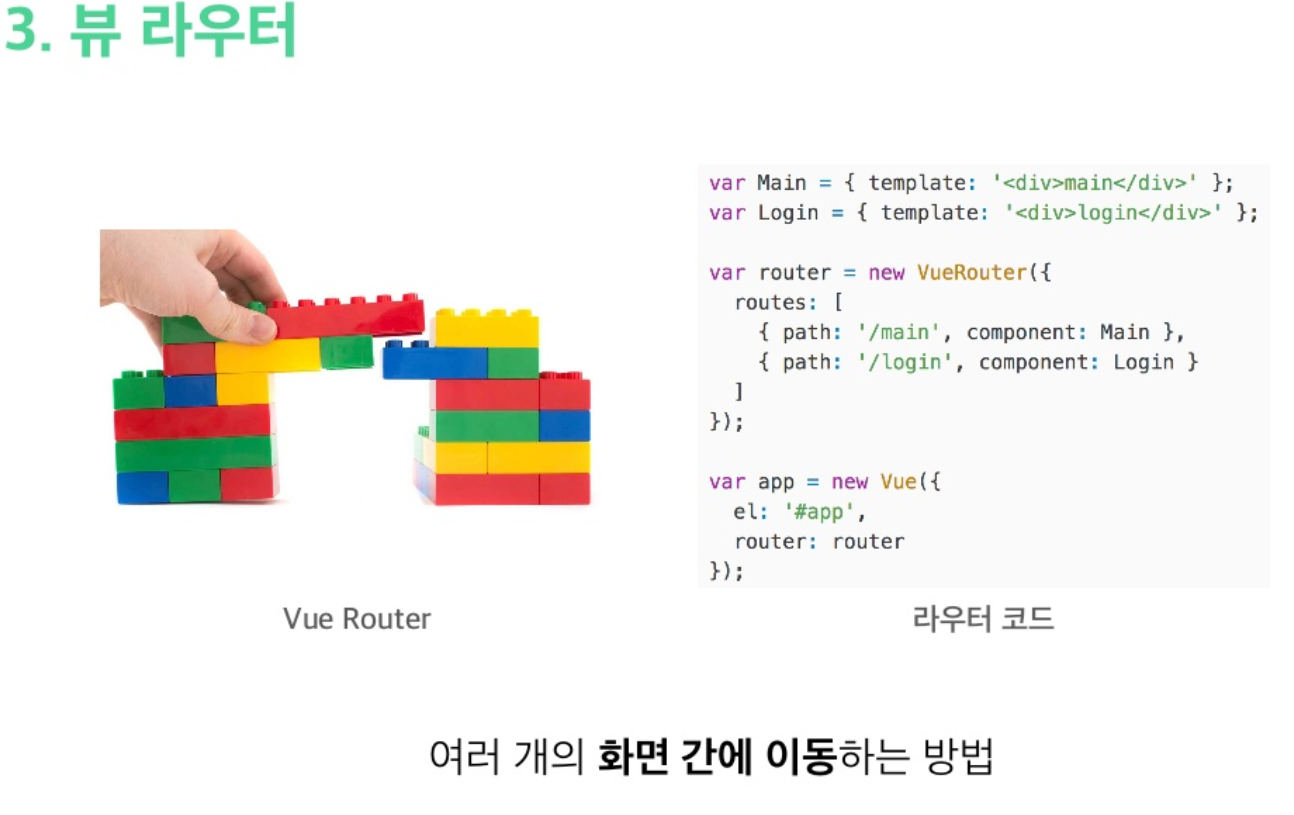 3. 뷰 라우터
var Main = { template: '<div>main</div>' };
var Login = { template: '<div>login</div>' };
var router = new VueRouter({
  routes: [
    { path: '/main', component: Main },
    { path: '/login', component: Login }
  ]
});
var app = new Vue({
  el: '#app',
  router: router
});
Vue Router
라우터 코드
여러 개의 화면 간에 이동하는 방법